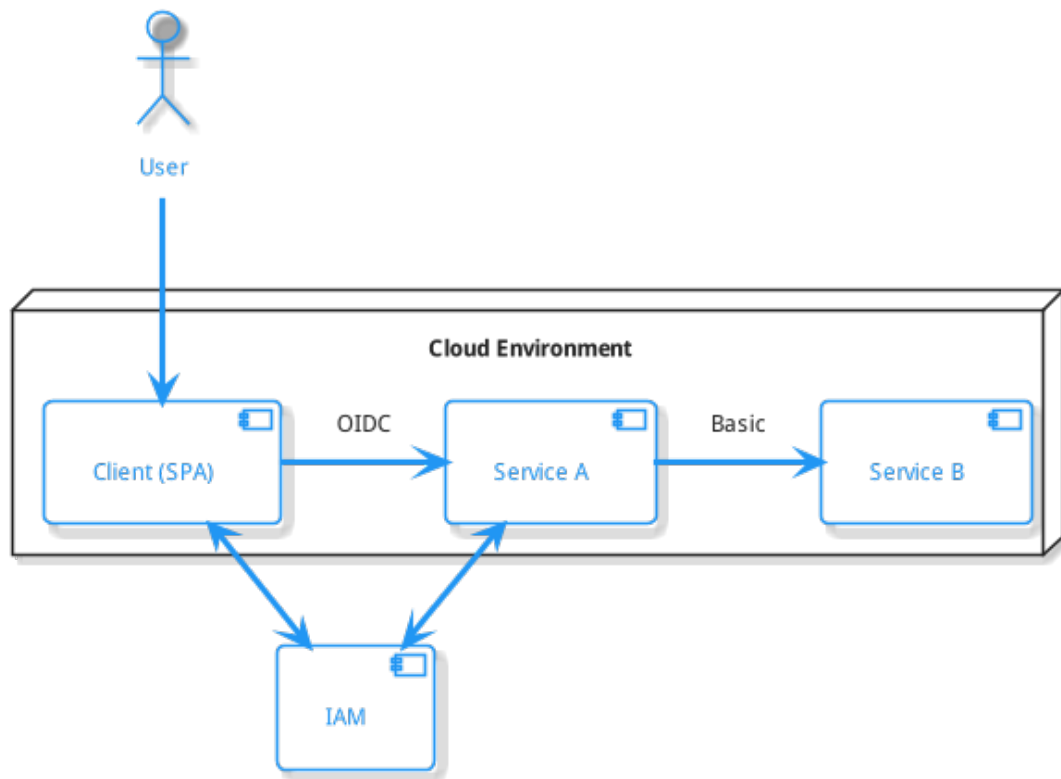 User
Cloud Environment
OIDC
Basic
Client (SPA)
Service A
Service B
IAM